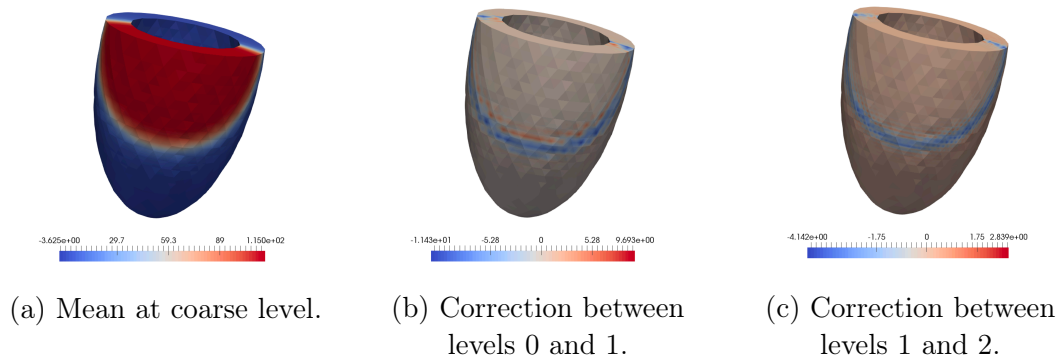 -3.625e+00 29.7 59.3 89 1.150e+02
-1.143e+01 -5.28 0 5.28 9.693e+00
-4.142e+00 -1.75 0 1.75 2.839e+00
(a) Mean at coarse level.
(b) Correction between
levels 0 and 1.
(c) Correction between
levels 1 and 2.